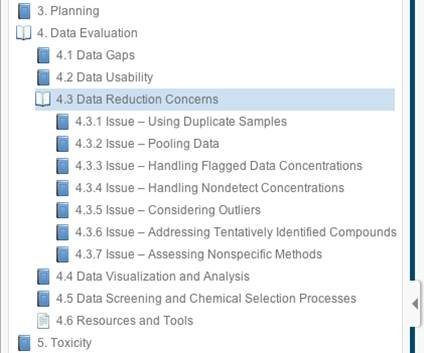 3. Planning
4. Data Evaluation
4.1 Data Gaps
4.2 Data Usability
4.3 Data Reduction Concerns
4.3.1 Issue – Using Duplicate Samples
4.3.2 Issue – Pooling Data
4.3.3 Issue – Handling Flagged Data Concentrations
4.3.4 Issue – Handling Nondetect Concentrations
4.3.5 Issue – Considering Outliers
4.3.6 Issue – Addressing Tentatively Identified Compounds
4.3.7 Issue – Assessing Nonspecific Methods
4.4 Data Visualization and Analysis
4.5 Data Screening and Chemical Selection Processes
4.6 Resources and Tools
5. Toxicity